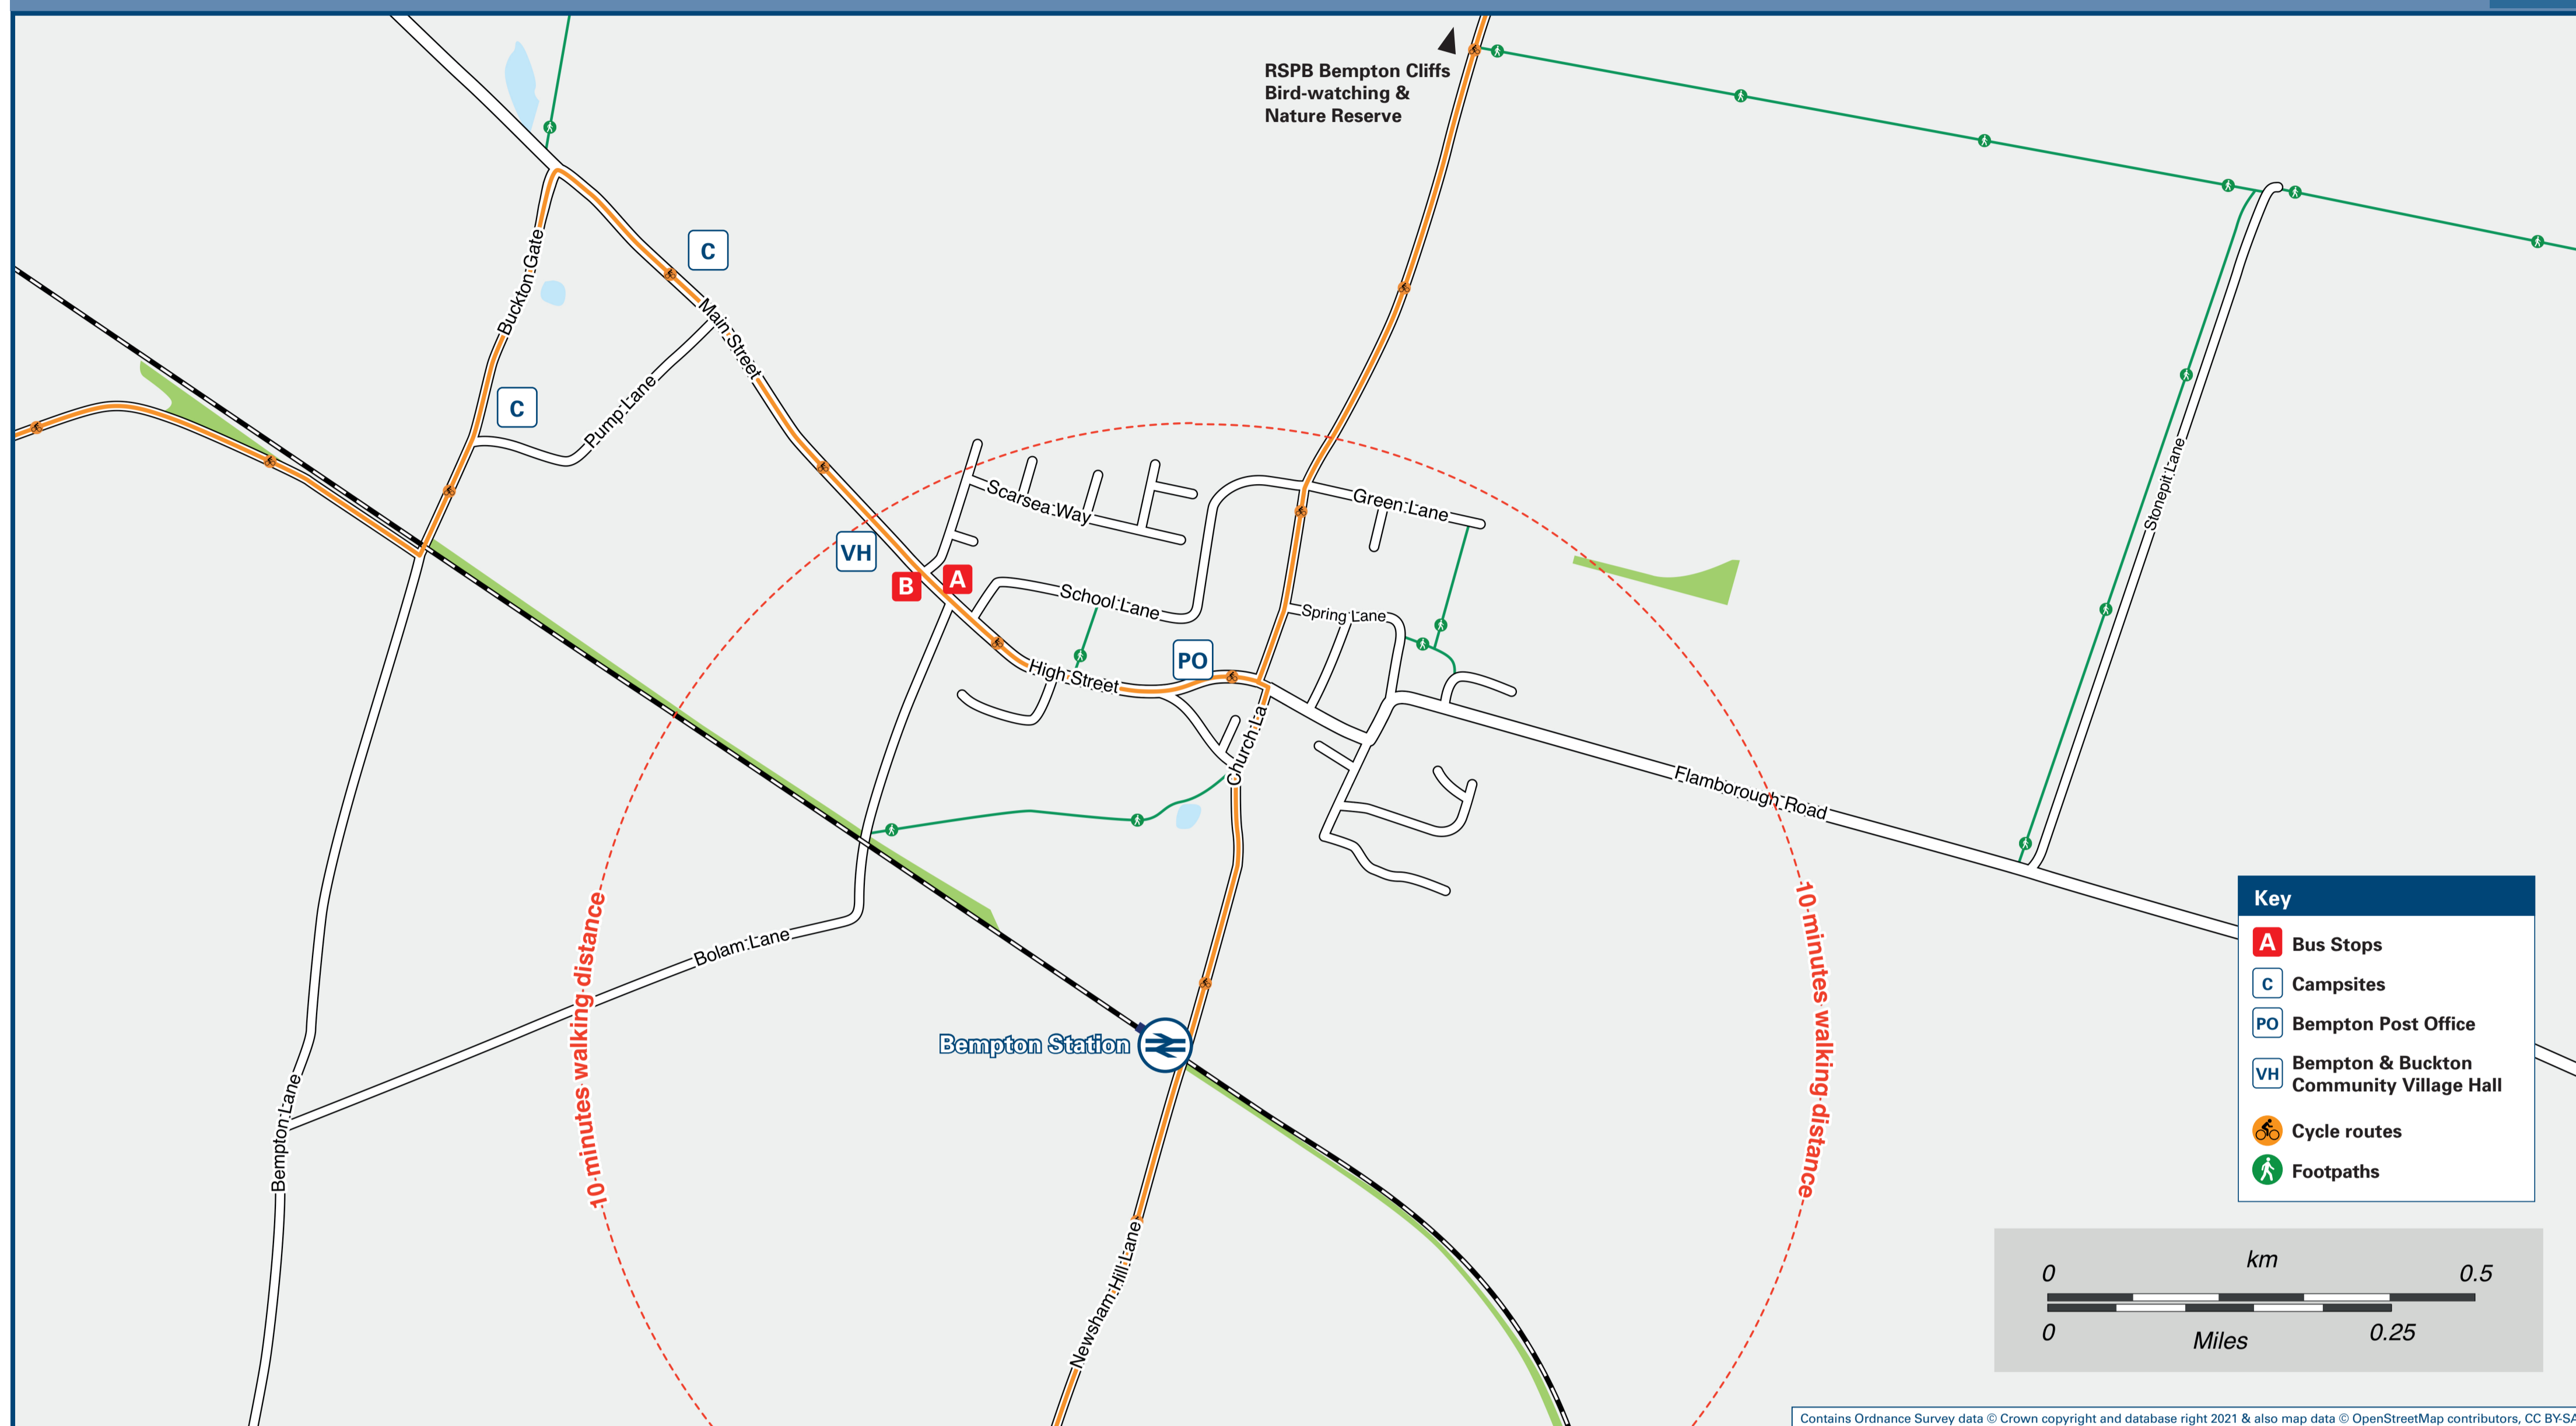 RSPB Bempton Cliffs
Bird-watching &
Nature Reserve
C
Buckton Gate
Main Street
C
Pump Lane
Scarsea Way
Green Lane
Stonepit Lane
VH
B
A
School Lane
Spring Lane
PO
High Street
Church La
Flamborough Road
Bolam Lane
10 minutes walking distance
10 minutes walking distance
Bempton Station
Bempton Lane
Newsham Hill Lane
Key
A Bus Stops
C Campsites
PO Bempton Post Office
VH Bempton & Buckton
Community Village Hall
Cycle routes
Footpaths
km
0 0.5
0 Miles 0.25
Contains Ordnance Survey data © Crown copyright and database right 2021 & also map data © OpenStreetMap contributors, CC BY-SA